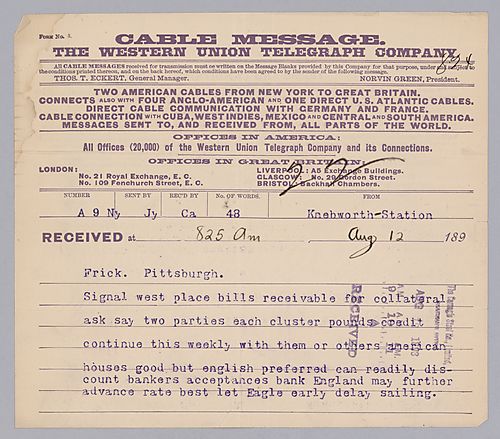 FORM No.
CABLE MESSAGE.
THE WESTERN UNION TELEGRAPH COMPANY.
All CABLE MESSAGES received for transmission must be written on the Message Blanks provided by this Company for that purpose, under and subject to
the conditions printed thereon, and on the back hereof, which conditions have been agreed to by the sender of the following message.
THOS. T. ECKERT, General Manager. NORVIN GREEN, President.
TWO AMERICAN CABLES FROM NEW YORK TO GREAT BRITAIN.
CONNECTS ALSO WITH FOUR ANGLO-AMERICAN AND ONE DIRECT U.S. ATLANTIC CABLES.
DIRECT CABLE COMMUNICATION WITH GERMANY AND FRANCE.
CABLE CONNECTION WITH CUBA, WEST INDIES, MEXICO AND CENTRAL AND SOUTH AMERICA.
MESSAGES SENT TO, AND RECEIVED FROM, ALL PARTS OF THE WORLD.
OFFICES IN AMERICA:
All Offices (20,000) of the Western Union Telegraph Company and its Connections.
OFFICES IN GREAT BRITAIN:
LONDON: LIVERPOOL: A5 Exchange Buildings.
No. 21 Royal Exchange, E. C. GLASGOW: No. 29 Gordon Street.
No. 109 Fenchurch Street, E. C. BRISTOL: Backhall Chambers.
NUMBER SENT BY REC'D BY No. OF WORDS. FROM
A 9 Ny Jy Ca 48 Knebworth-Station
RECEIVED at 825 am Aug 12 189
Frick. Pittsburgh.
Signal west place bills receivable for collateral
ask say two parties each cluster pounds credit
continue this weekly with them or others american
houses good but english preferred can readily dis-
count bankers acceptances bank England may further
advance rate best let Eagle early delay sailing.
RECEIVED